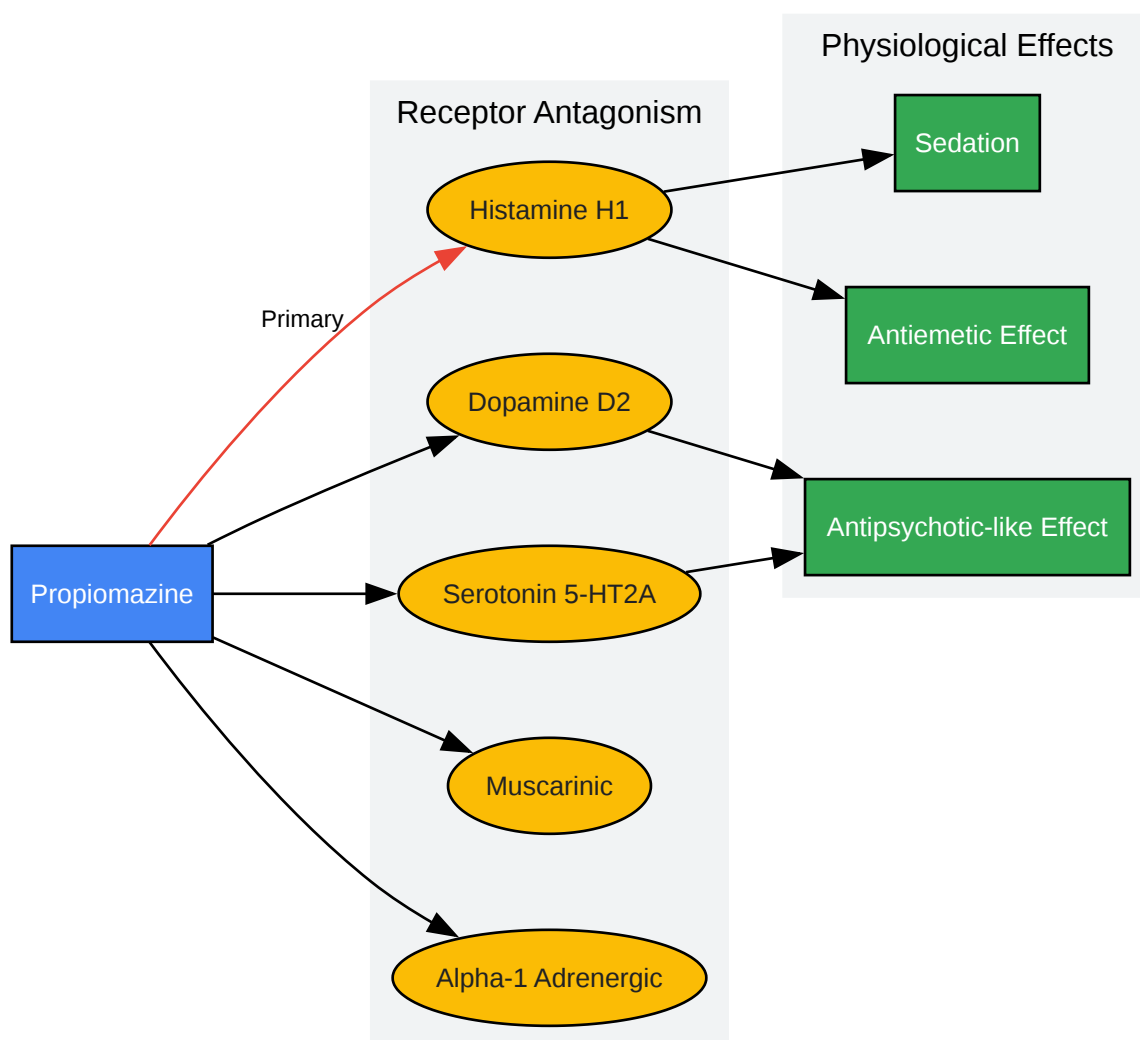 Physiological Effects
Receptor Antagonism
Sedation
Histamine H1
Primary
Antiemetic Effect
Dopamine D2
Antipsychotic-like Effect
Propiomazine
Serotonin 5-HT2A
Muscarinic
Alpha-1 Adrenergic